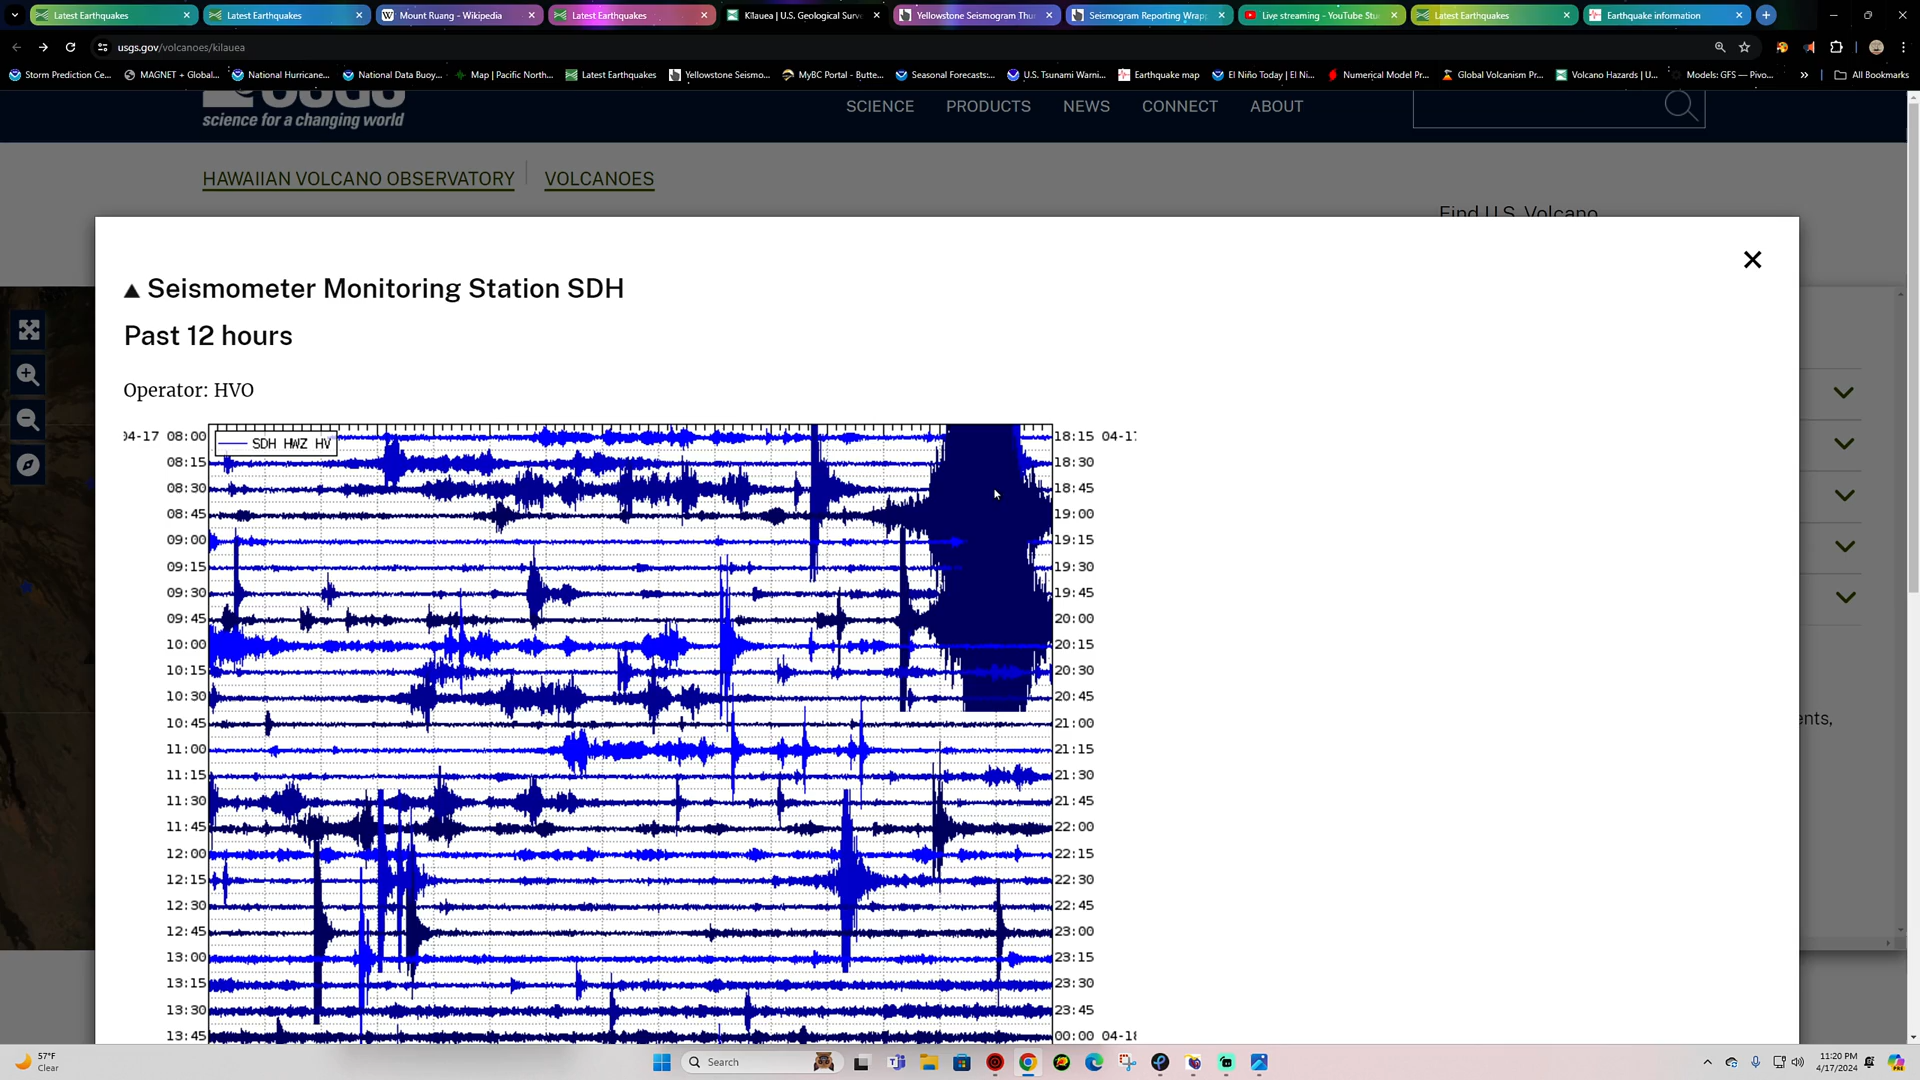 Latest Earthquakes
Latest Earthquakes
Mount Ruang - Wikipedia
Latest Earthquakes
Kīlauea | U.S. Geological Surve
Yellowstone Seismogram Thu
Seismogram Reporting Wrapp
Live streaming - YouTube Stu
Latest Earthquakes
Earthquake information
usgs.gov/volcanoes/kilauea
Storm Prediction Ce...
MAGNET + Global...
National Hurricane...
National Data Buoy...
Map | Pacific North...
Latest Earthquakes
Yellowstone Seismo...
MyBC Portal - Butte...
Seasonal Forecasts:...
U.S. Tsunami Warni...
Earthquake map
El Niño Today | El Ni...
Numerical Model Pr...
Global Volcanism Pr...
Volcano Hazards | U...
Models: GFS — Pivo...
All Bookmarks
USGS
science for a changing world
SCIENCE
PRODUCTS
NEWS
CONNECT
ABOUT
HAWAIIAN VOLCANO OBSERVATORY
VOLCANOES
Find U.S. Volcano
▲ Seismometer Monitoring Station SDH
Past 12 hours
Operator: HVO
04-17 08:00
SDH HWZ HV
18:15 04-17
08:15 18:30
08:30 18:45
08:45 19:00
09:00 19:15
09:15 19:30
09:30 19:45
09:45 20:00
10:00 20:15
10:15 20:30
10:30 20:45
10:45 21:00
11:00 21:15
11:15 21:30
11:30 21:45
11:45 22:00
12:00 22:15
12:15 22:30
12:30 22:45
12:45 23:00
13:00 23:15
13:15 23:30
13:30 23:45
13:45 00:00 04-18
ents,
57°F
Clear
Search
11:20 PM
4/17/2024